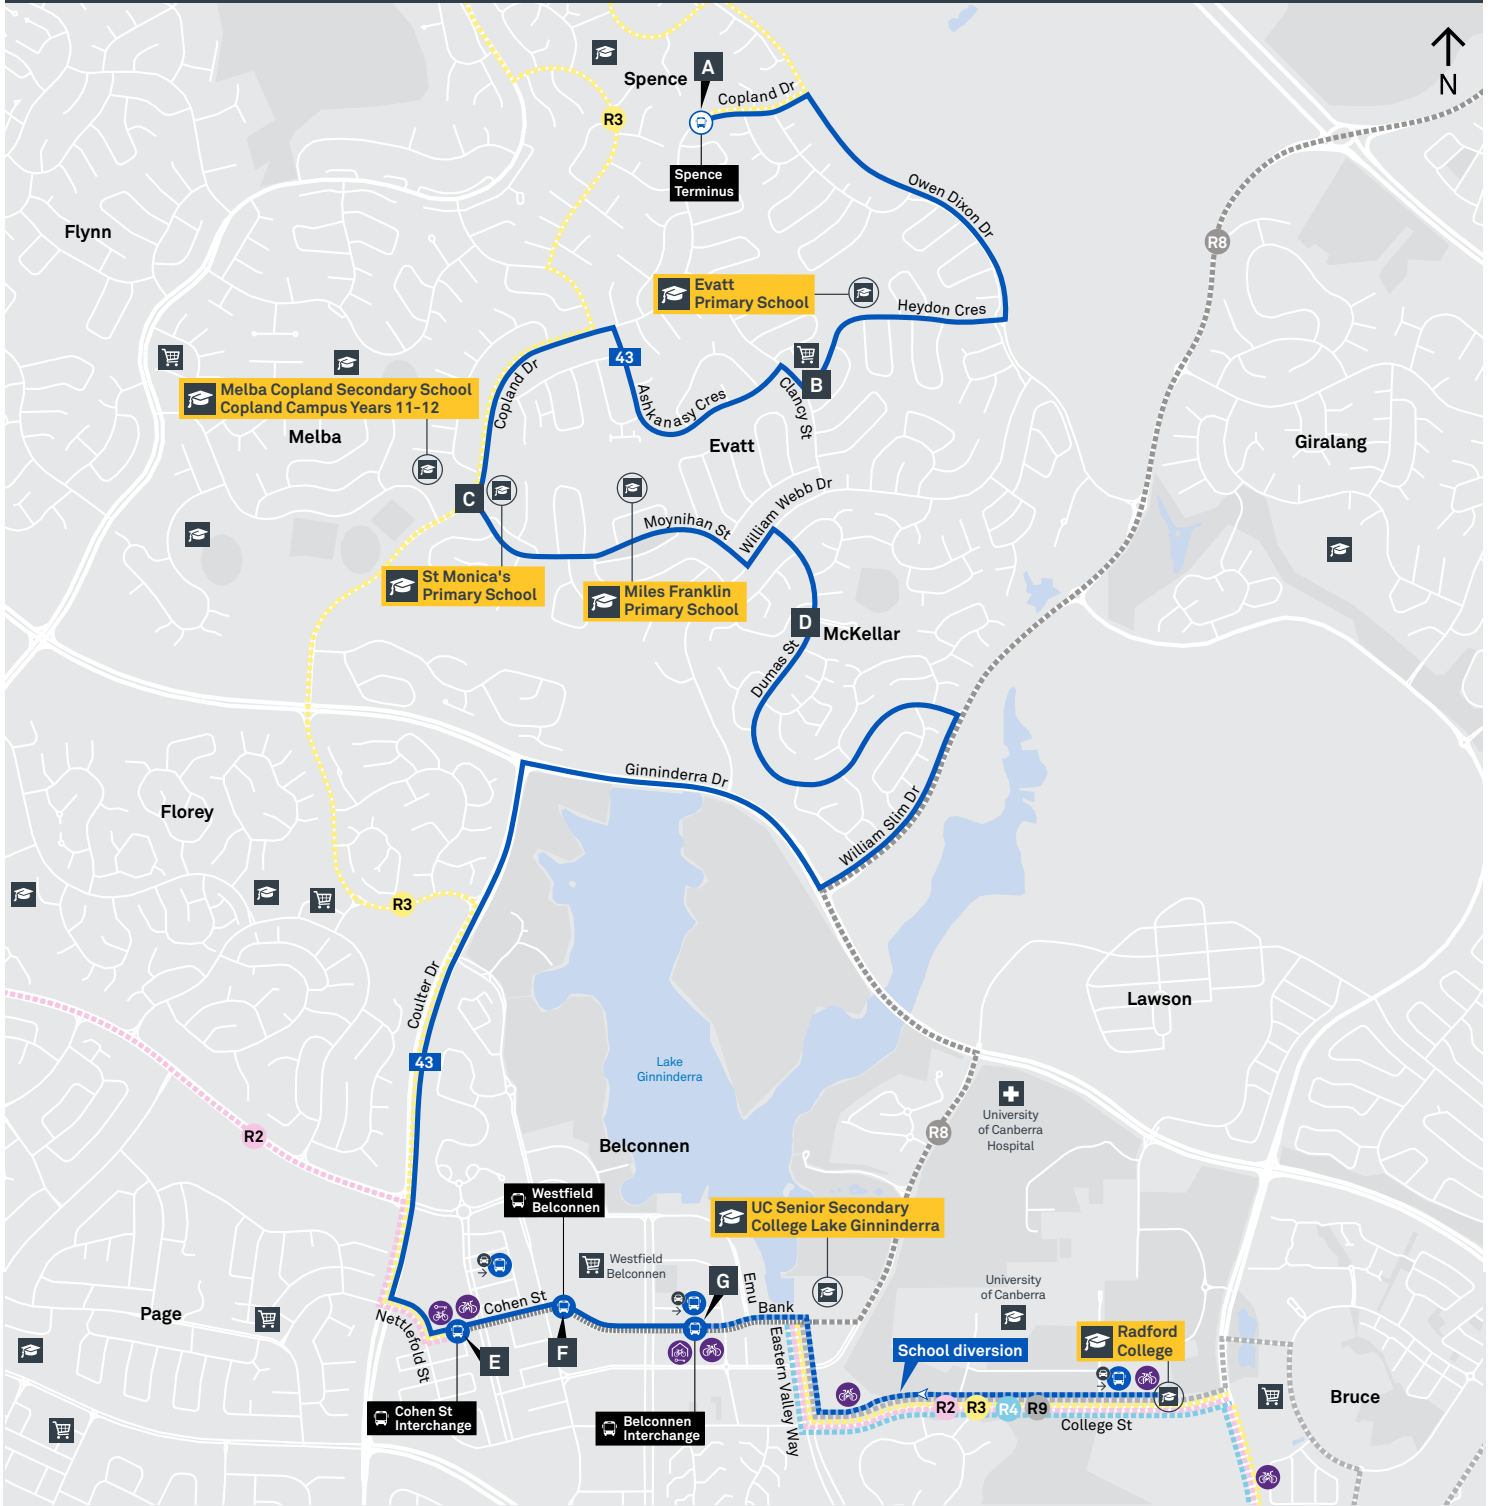 N
A
Spence
Copland Dr
R3
Spence
Terminus
Owen Dixon Dr
Flynn
R8
Evatt
Primary School
Heydon Cres
43
Copland Dr
Ashkanasy Cres
B
Clancy St
Melba Copland Secondary School
Copland Campus Years 11-12
Melba
Evatt
Giralang
C
William Webb Dr
Moynihan St
St Monica's
Primary School
Miles Franklin
Primary School
D
McKellar
Dumas St
Ginninderra Dr
William Slim Dr
Florey
R3
Coulter Dr
Lawson
43
Lake
Ginninderra
R2
R8
University
of Canberra
Hospital
Belconnen
Westfield
Belconnen
UC Senior Secondary
College Lake Ginninderra
Westfield
Belconnen
G
Emu
Bank
University
of Canberra
Page
Nettlefold St
Cohen St
E
F
Eastern Valley Way
School diversion
Radford
College
R2
R3
R4
R9
College St
Bruce
Cohen St
Interchange
Belconnen
Interchange